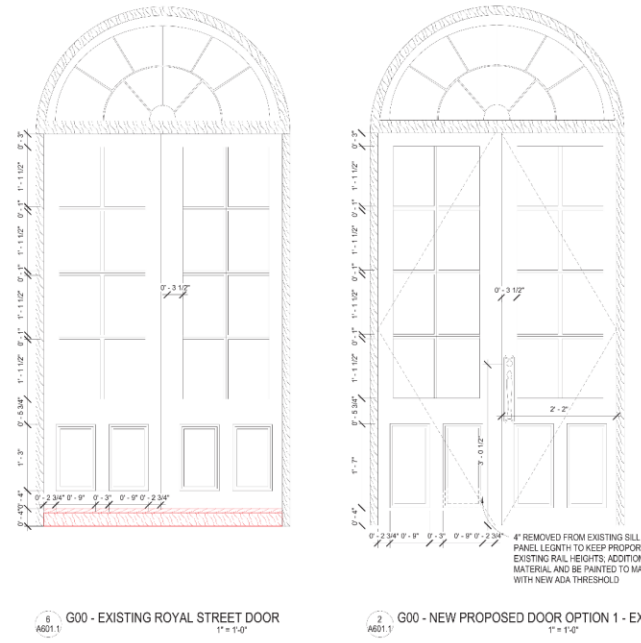 0' - 3"
1' - 1 1/2"
0' - 1"
1' - 1 1/2"
0' - 1"
1' - 1 1/2"
0' - 1"
1' - 1 1/2"
0' - 5 3/4"
1' - 3"
0' - 4"
0' - 4"
0' - 3 1/2"
0' - 2 3/4" 0' - 9" 0' - 3" 0' - 9" 0' - 2 3/4"
6
A601.1
G00 - EXISTING ROYAL STREET DOOR
1" = 1'-0"
0' - 3"
1' - 1 1/2"
0' - 1"
1' - 1 1/2"
0' - 1"
1' - 1 1/2"
0' - 1"
1' - 1 1/2"
0' - 5 3/4"
1' - 7"
0' - 4"
0' - 3 1/2"
2' - 2"
3' - 0 1/2"
0' - 2 3/4" 0' - 9" 0' - 3" 0' - 9" 0' - 2 3/4"
4" REMOVED FROM EXISTING SILL
PANEL LEGNTH TO KEEP PROPOR
EXISTING RAIL HEIGHTS; ADDITION
MATERIAL AND BE PAINTED TO MA
WITH NEW ADA THRESHOLD
2
A601.1
G00 - NEW PROPOSED DOOR OPTION 1 - EX
1" = 1'-0"